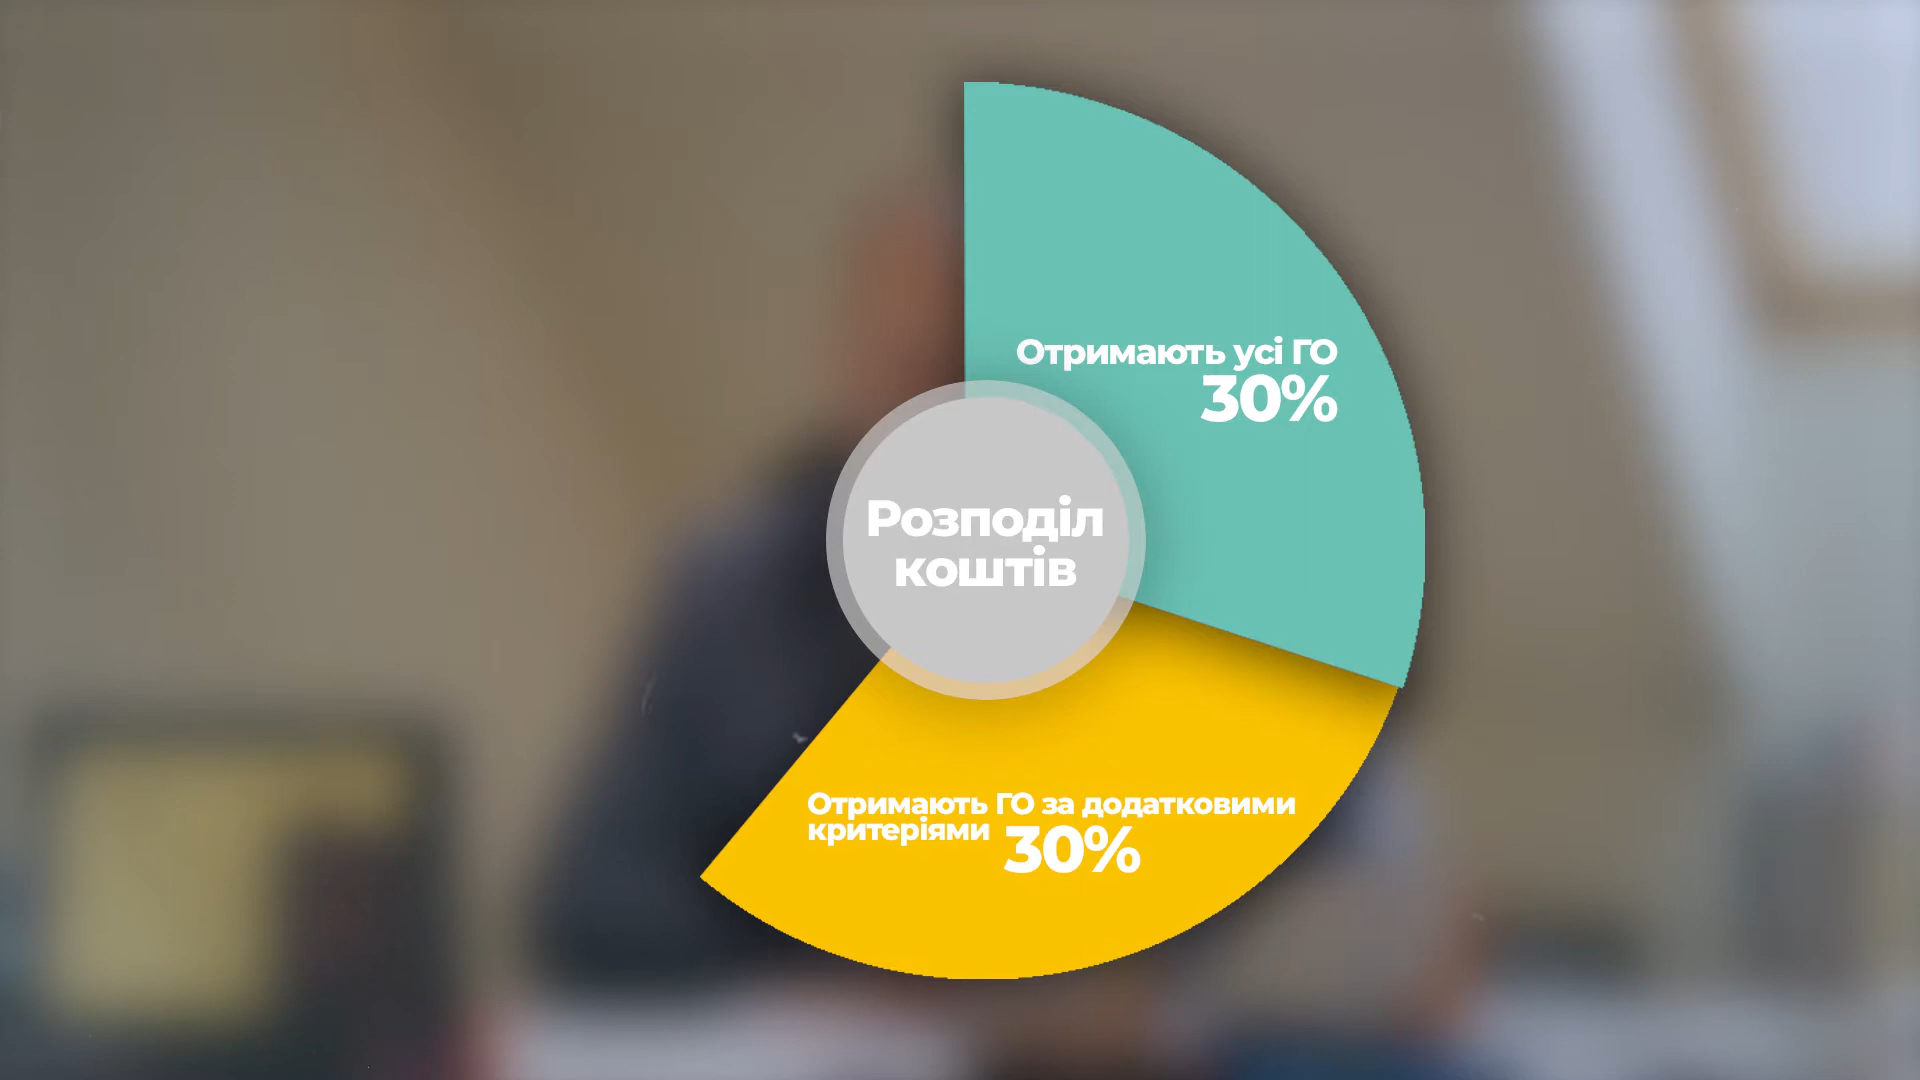 Отримають усі ГО
30%
Розподіл
коштів
Отримають ГО за додатковими
критеріями 30%